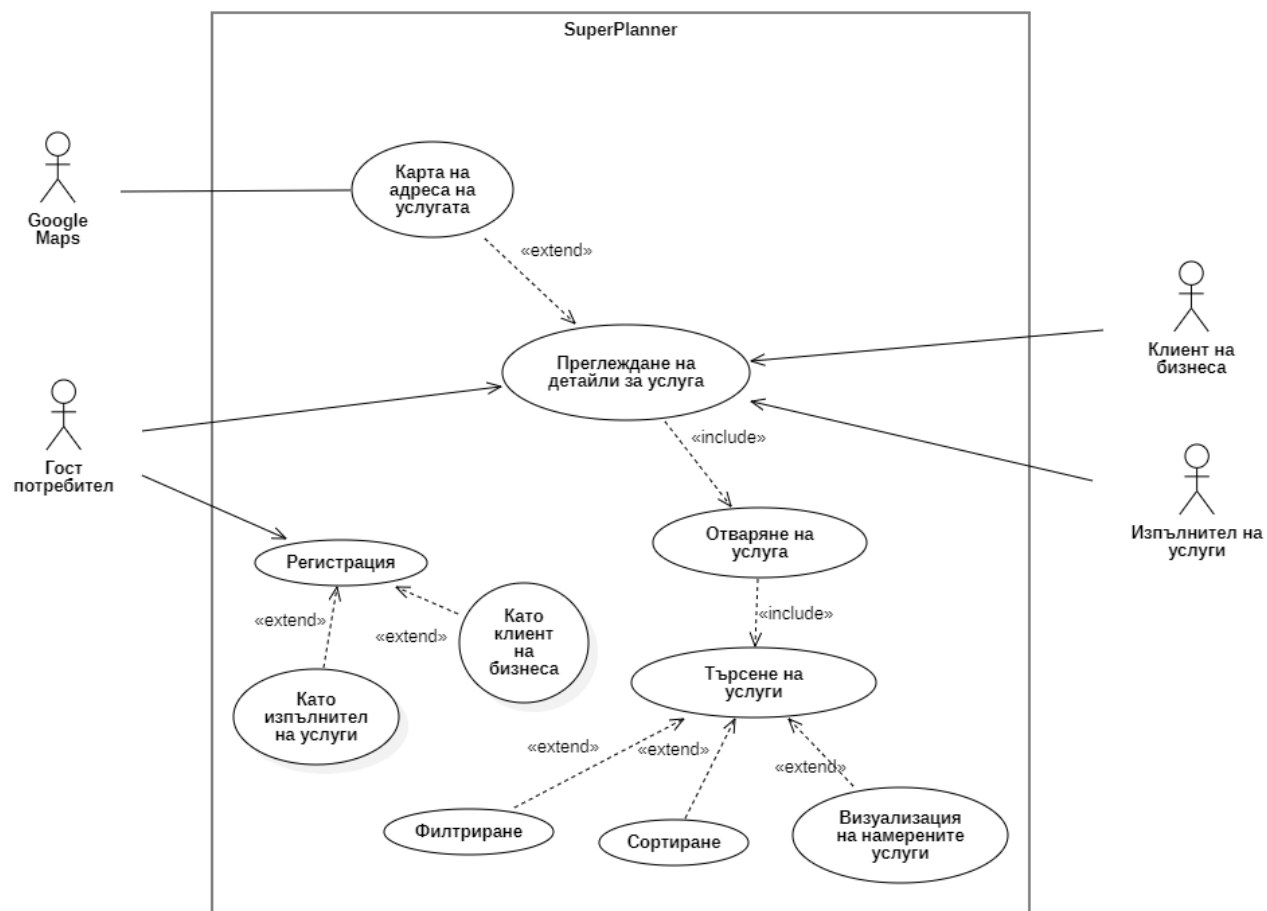 SuperPlanner
Карта на
адреса на
услугата
Google
Maps
«extend»
Клиент на
бизнеса
Преглеждане на
детайли за услуга
«include»
Гост
потребител
Отваряне на
услуга
Изпълнител на
услуги
Регистрация
«extend»
«extend»
Като
клиент
на
бизнеса
«include»
Търсене на
услуги
Като
изпълнител
на услуги
«extend»
«extend»
«extend»
Филтриране
Сортиране
Визуализация
на намерените
услуги